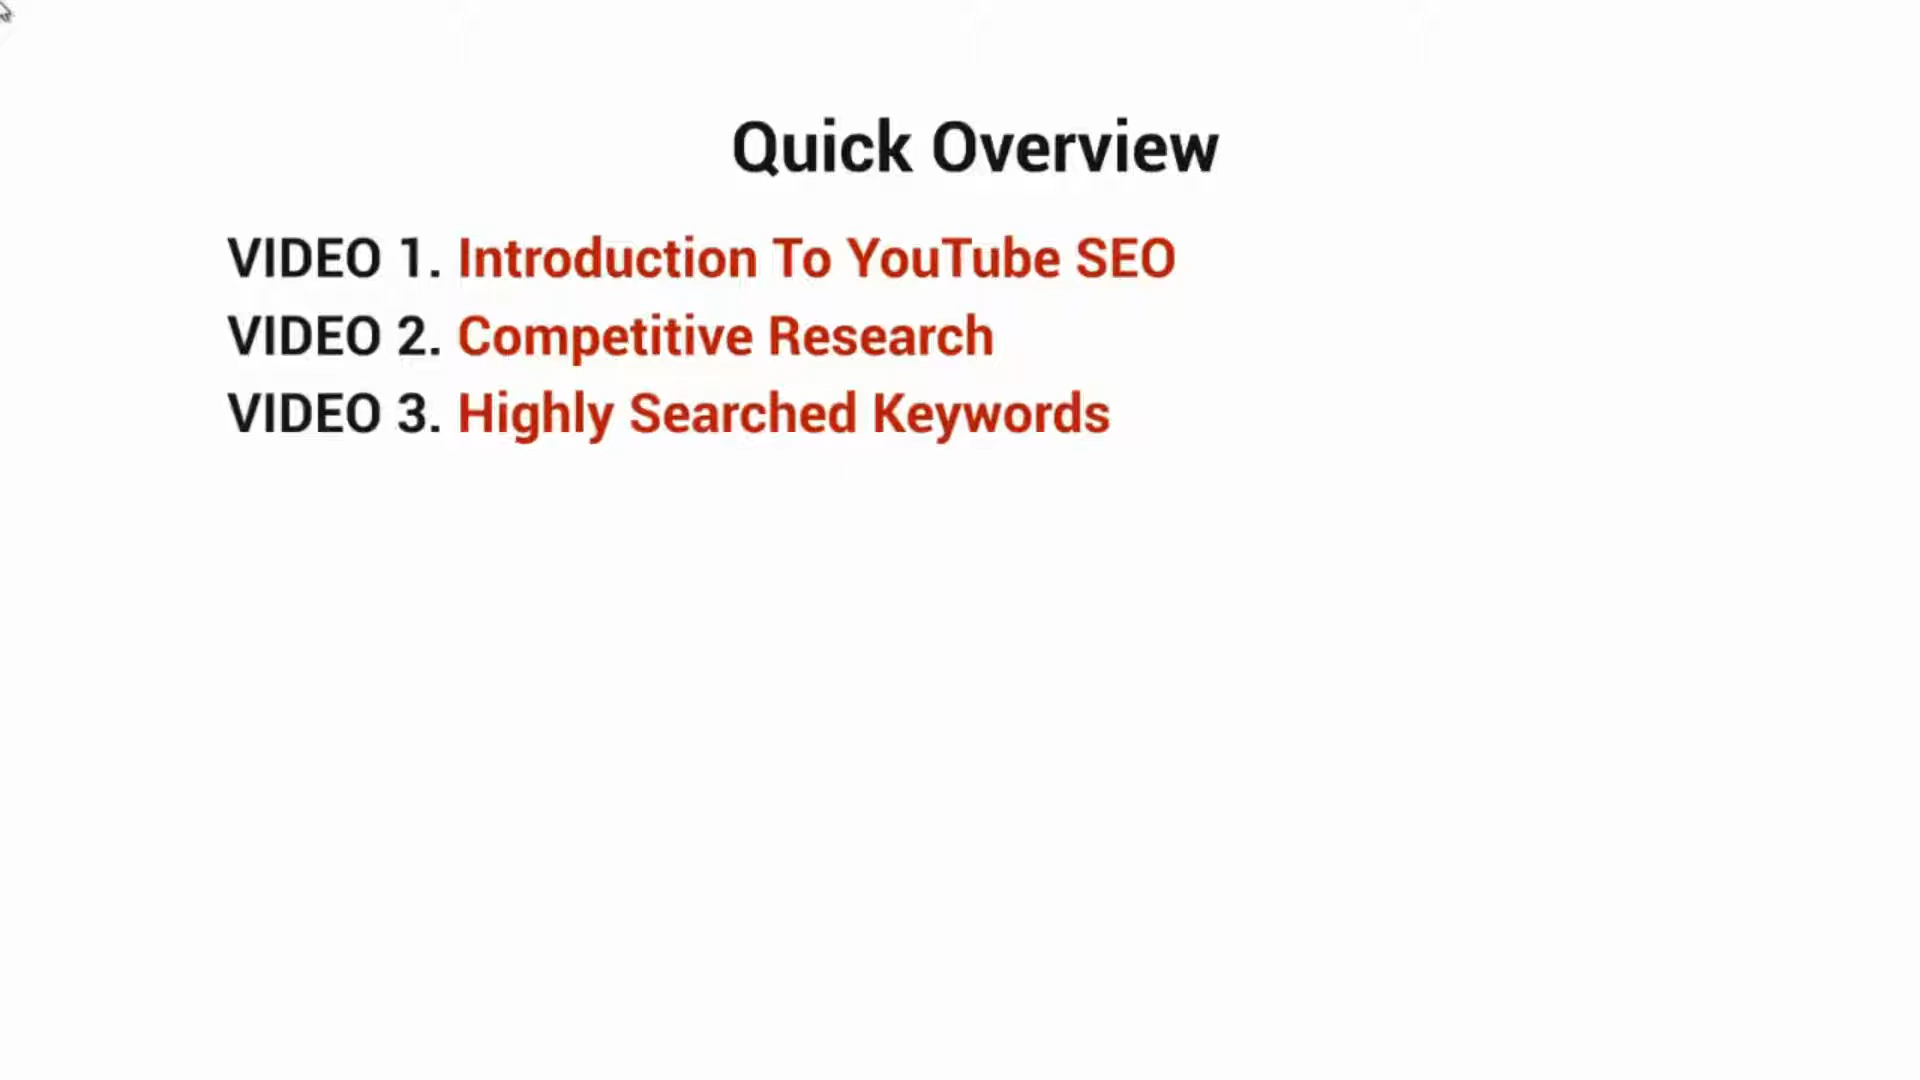 Quick Overview
VIDEO 1. Introduction To YouTube SEO
VIDEO 2. Competitive Research
VIDEO 3. Highly Searched Keywords